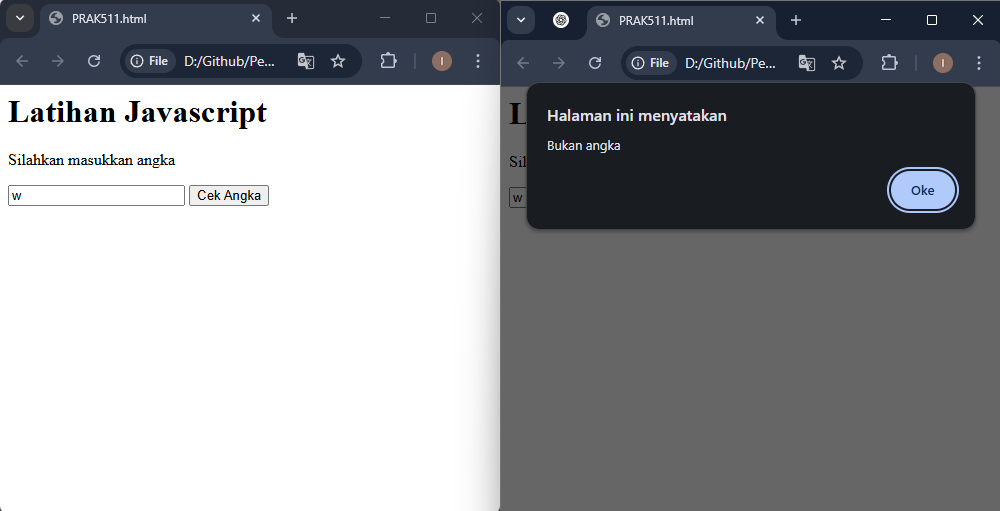 PRAK511.html
File D:/Github/Pe...
I
Latihan Javascript
Silahkan masukkan angka
w Cek Angka
PRAK511.html
File D:/Github/Pe...
I
Halaman ini menyatakan
Bukan angka
Oke
L
Sil
w